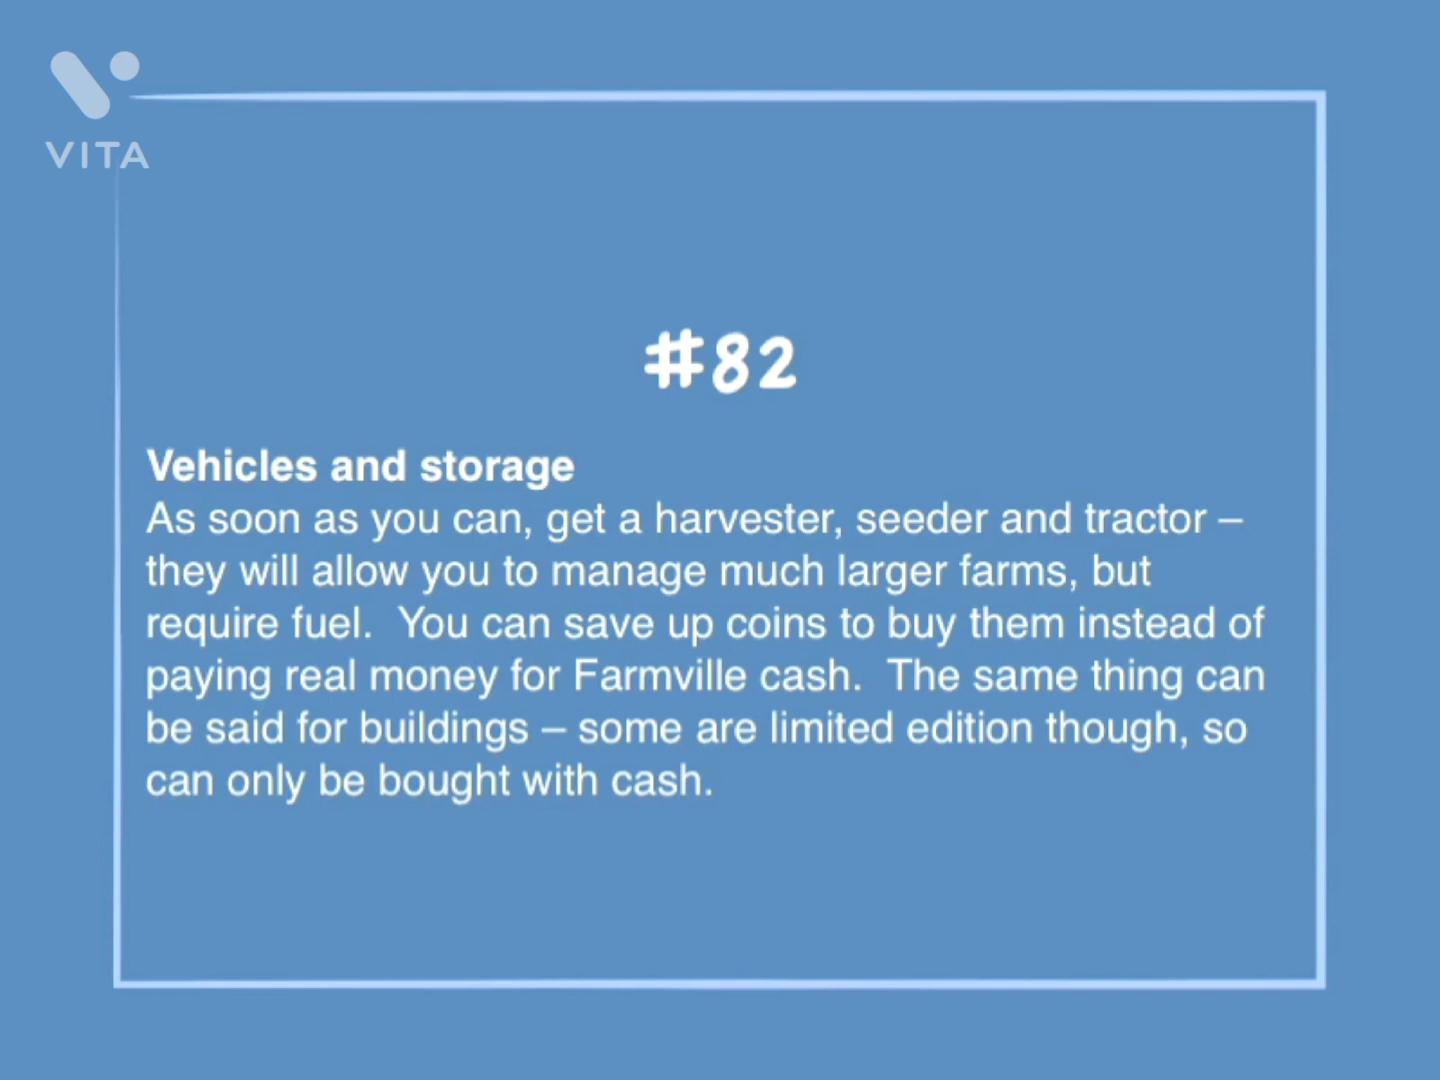 VITA
#82
Vehicles and storage
As soon as you can, get a harvester, seeder and tractor –
they will allow you to manage much larger farms, but
require fuel.  You can save up coins to buy them instead of
paying real money for Farmville cash.  The same thing can
be said for buildings – some are limited edition though, so
can only be bought with cash.